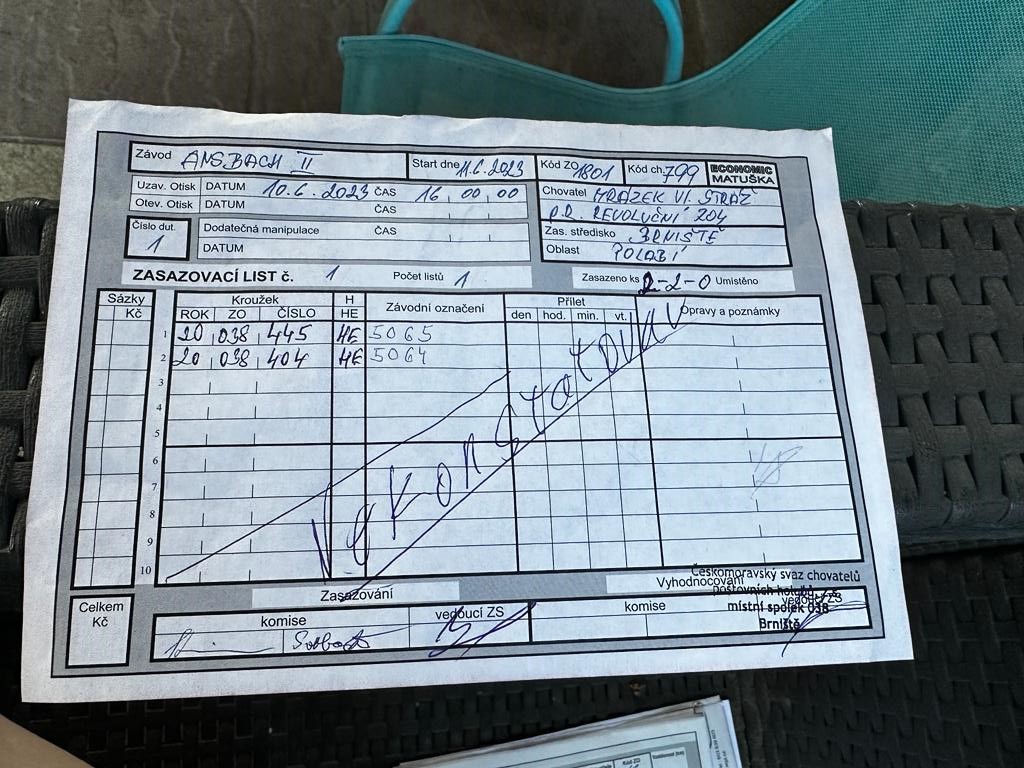 Závod ANSBACH II Start dne 11.6.2023 Kód ZO 1801 Kód ch. 799 ECONOMIC MATUŠKA
Uzav. Otisk DATUM 10.6.2023 ČAS 16 00 00
Otev. Otisk DATUM ČAS
Chovatel MRÁZEK Vl. STRÁŽ
P.R. REVOLUČNÍ 204
Číslo dut. 1
Dodatečná manipulace ČAS
DATUM
Zas. středisko BRNIŠTĚ
Oblast POLABÍ
ZASAZOVACÍ LIST č. 1 Počet listů 1 Zasazeno ks 2-2-0 Umístěno
Sázky Kroužek H Závodní označení Přílet Opravy a poznámky
Kč ROK ZO ČÍSLO HE den hod. min. vt.
1 20 038 445 HE 5065
2 20 038 404 HE 5064
3
4
5
6
7
8
9
10
Nekonstatoval
Zasazování Vyhodnocování
Českomoravský svaz chovatelů
poštovních holubů
místní spolek 038
Brniště
Celkem Kč
komise vedoucí ZS komise vedoucí ZS